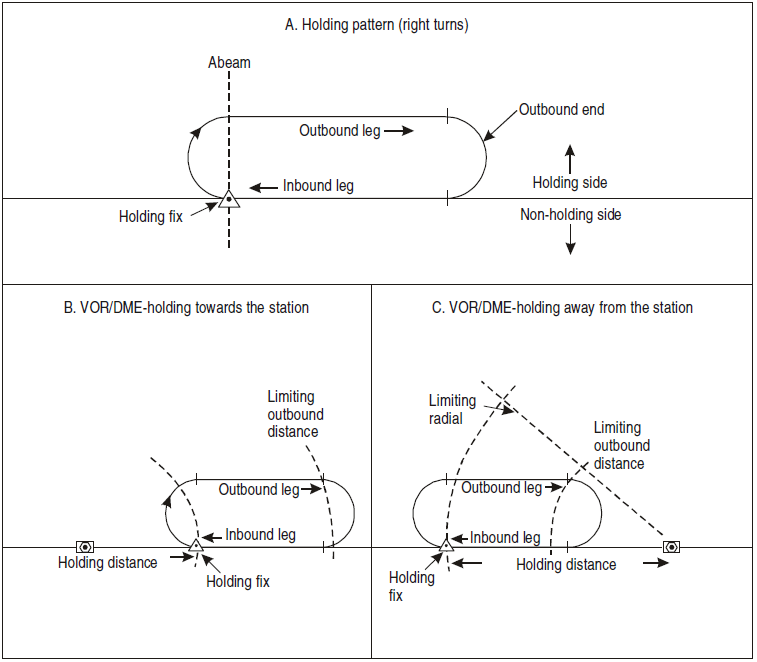 A. Holding pattern (right turns)
Abeam
Outbound end
Outbound leg
Inbound leg
Holding side
Holding fix
Non-holding side
B. VOR/DME-holding towards the station
Limiting
outbound
distance
Outbound leg
Inbound leg
Holding distance
Holding fix
C. VOR/DME-holding away from the station
Limiting
radial
Limiting
outbound
distance
Outbound leg
Inbound leg
Holding distance
Holding
fix